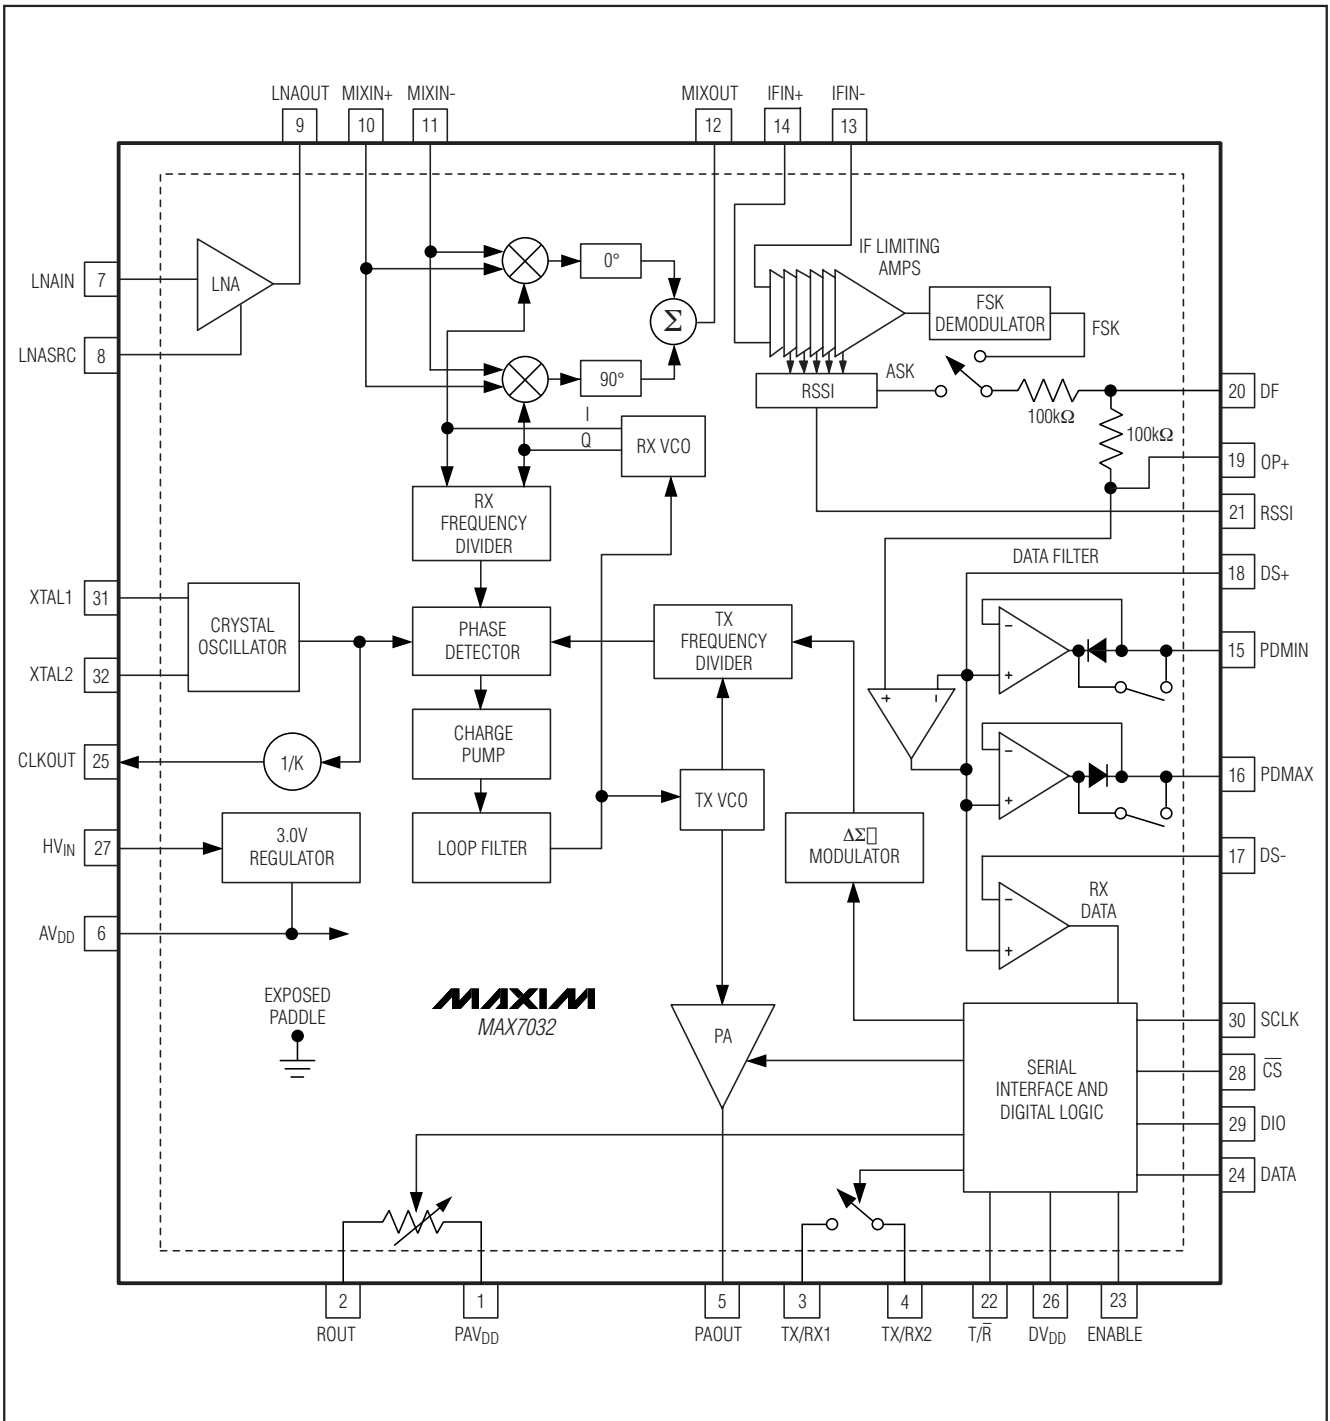 LNAOUT MIXIN+ MIXIN- MIXOUT IFIN+ IFIN-
9 10 11 12 14 13
IF LIMITING
AMPS
LNAIN 7
LNA
0°
Σ
FSK
DEMODULATOR
FSK
LNASRC 8
90°
RSSI
ASK
100kΩ
20 DF
I
Q
RX VCO
100kΩ
19 OP+
RX
FREQUENCY
DIVIDER
21 RSSI
DATA FILTER
18 DS+
XTAL1 31
CRYSTAL
OSCILLATOR
PHASE
DETECTOR
TX
FREQUENCY
DIVIDER
−
+
15 PDMIN
XTAL2 32
+ −
CLKOUT 25
1/K
CHARGE
PUMP
−
+
16 PDMAX
TX VCO
HVIN 27
3.0V
REGULATOR
LOOP FILTER
ΔΣ▯
MODULATOR
17 DS-
RX
DATA
−
+
AVDD 6
EXPOSED
PADDLE
MAXIM
MAX7032
PA
SERIAL
INTERFACE AND
DIGITAL LOGIC
30 SCLK
28 C̅S̅
29 DIO
24 DATA
2 1 5 3 4 22 26 23
ROUT PAVDD PAOUT TX/RX1 TX/RX2 T/R̅ DVDD ENABLE